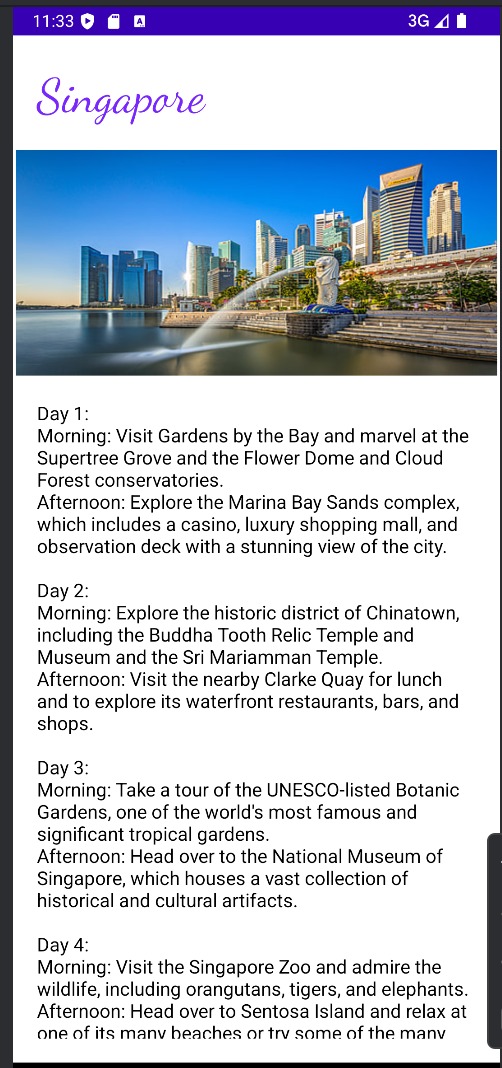 11:33
3G
Singapore
Day 1:
Morning: Visit Gardens by the Bay and marvel at the
Supertree Grove and the Flower Dome and Cloud
Forest conservatories.
Afternoon: Explore the Marina Bay Sands complex,
which includes a casino, luxury shopping mall, and
observation deck with a stunning view of the city.
Day 2:
Morning: Explore the historic district of Chinatown,
including the Buddha Tooth Relic Temple and
Museum and the Sri Mariamman Temple.
Afternoon: Visit the nearby Clarke Quay for lunch
and to explore its waterfront restaurants, bars, and
shops.
Day 3:
Morning: Take a tour of the UNESCO-listed Botanic
Gardens, one of the world's most famous and
significant tropical gardens.
Afternoon: Head over to the National Museum of
Singapore, which houses a vast collection of
historical and cultural artifacts.
Day 4:
Morning: Visit the Singapore Zoo and admire the
wildlife, including orangutans, tigers, and elephants.
Afternoon: Head over to Sentosa Island and relax at
one of its many beaches or try some of the many